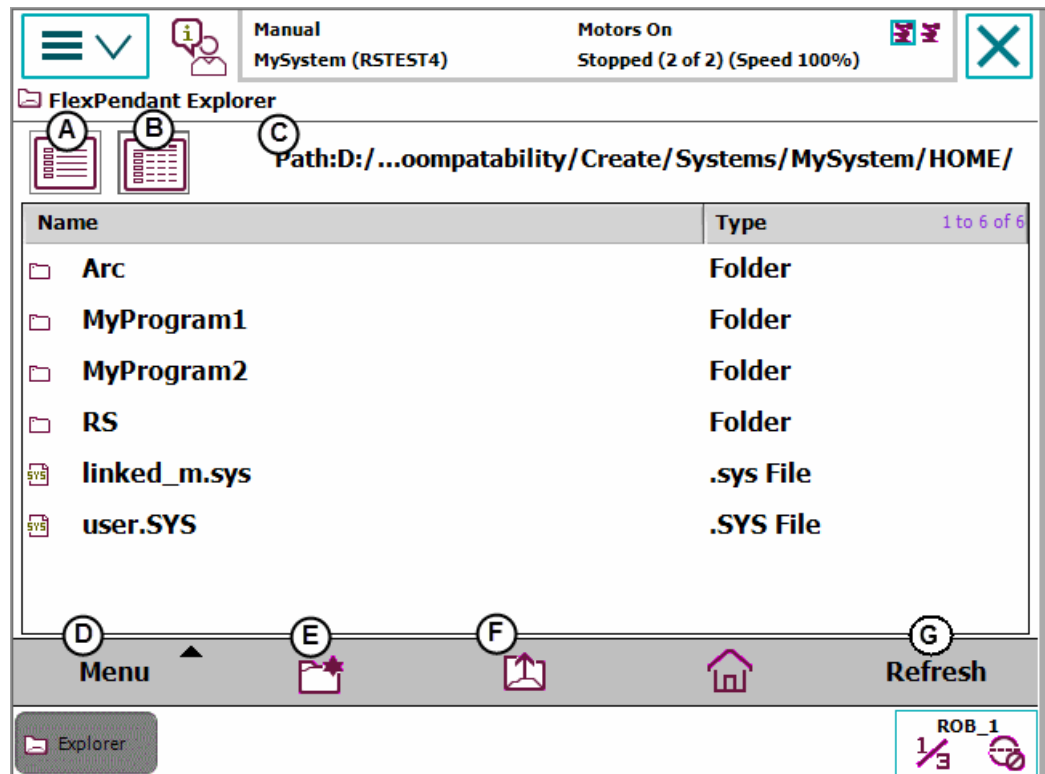 Manual
MySystem (RSTEST4)
Motors On
Stopped (2 of 2) (Speed 100%)
FlexPendant Explorer
A
B
C
Path:D:/...oompatability/Create/Systems/MySystem/HOME/
Name Type 1 to 6 of 6
Arc Folder
MyProgram1 Folder
MyProgram2 Folder
RS Folder
SYS linked_m.sys .sys File
SYS user.SYS .SYS File
D E F G
Menu Refresh
Explorer
ROB_1
1/3